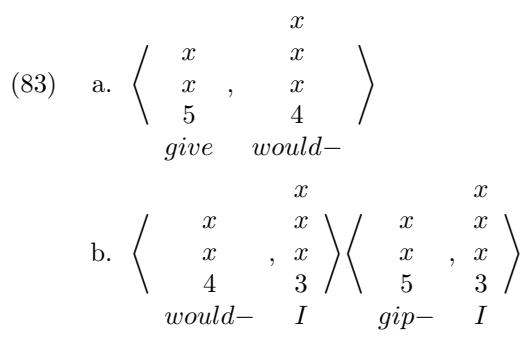 x
x x
(83) a. ⟨ x , x ⟩
5 4
give would−
x x
x x x x
b. ⟨ x , x ⟩ ⟨ x , x ⟩
4 3 5 3
would− I gip− I